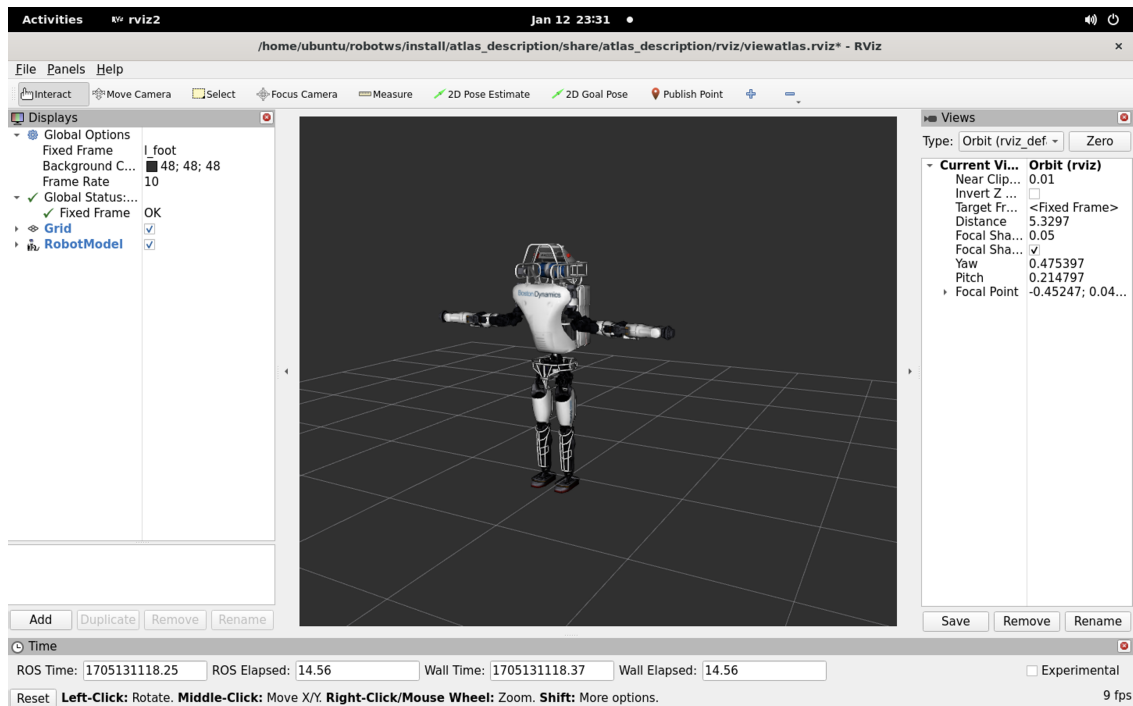 Activities rviz2 Jan 12 23:31
/home/ubuntu/robotws/install/atlas_description/share/atlas_description/rviz/viewatlas.rviz* - RViz
File Panels Help
Interact Move Camera Select Focus Camera Measure 2D Pose Estimate 2D Goal Pose Publish Point
Displays
Global Options
Fixed Frame l_foot
Background C... 48; 48; 48
Frame Rate 10
Global Status:...
Fixed Frame OK
Grid
RobotModel
Add Duplicate Remove Rename
BostonDynamics
Views
Type: Orbit (rviz_def Zero
Current Vi... Orbit (rviz)
Near Clip... 0.01
Invert Z ...
Target Fr... <Fixed Frame>
Distance 5.3297
Focal Sha... 0.05
Focal Sha...
Yaw 0.475397
Pitch 0.214797
Focal Point -0.45247; 0.04...
Save Remove Rename
Time
ROS Time: 1705131118.25 ROS Elapsed: 14.56 Wall Time: 1705131118.37 Wall Elapsed: 14.56 Experimental
Reset Left-Click: Rotate. Middle-Click: Move X/Y. Right-Click/Mouse Wheel: Zoom. Shift: More options. 9 fps